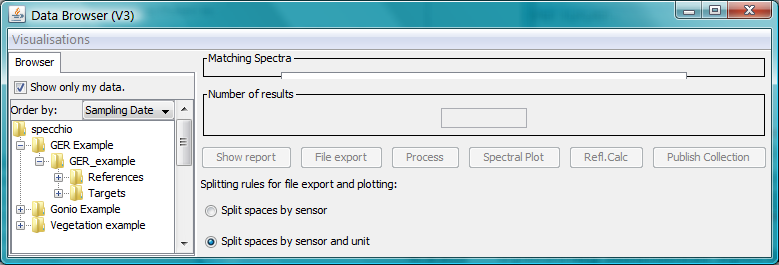 Data Browser (V3)
Visualisations
Browser
Show only my data.
Order by: Sampling Date
specchio
GER Example
GER_example
References
Targets
Gonio Example
Vegetation example
Matching Spectra
Number of results
Show report File export Process Spectral Plot Refl.Calc Publish Collection
Splitting rules for file export and plotting:
Split spaces by sensor
Split spaces by sensor and unit